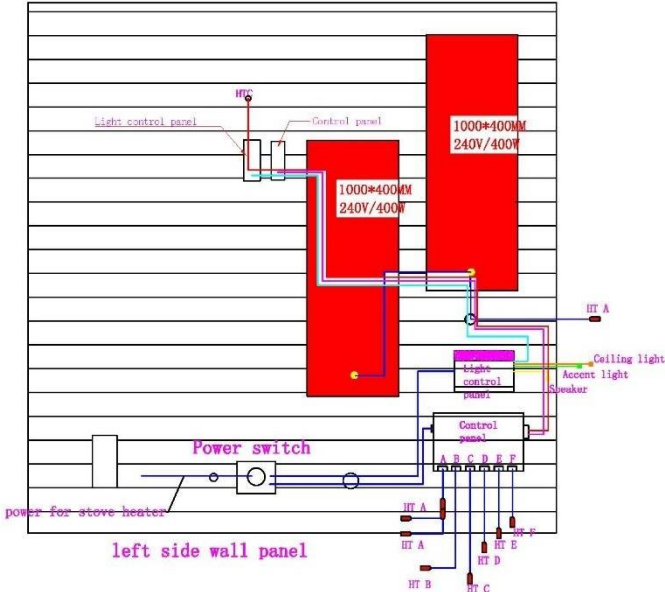 HTC
Light control panel
Control panel
1000*400MM
240V/400W
1000*400MM
240V/400W
HT A
Ceiling light
Accent light
Speaker
Light
control
panel
Control
panel
A B C D E F
Power switch
power for stove heater
HT A
HT A
HT F
HT E
HT D
HT B
HT C
left side wall panel